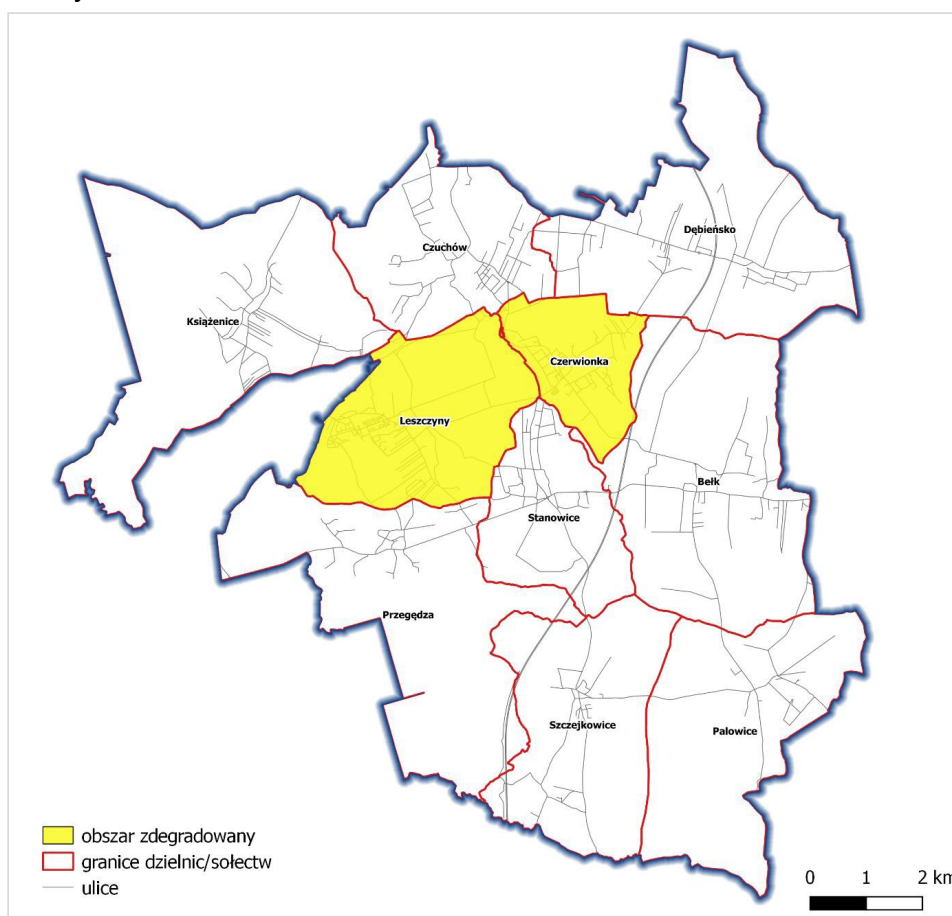 Dębieńsko
Czuchów
Książenice
Czerwionka
Leszczyny
Bełk
Stanowice
Przegędza
Szczejkowice
Palowice
obszar zdegradowany
granice dzielnic/sołectw
ulice
0 1 2 km